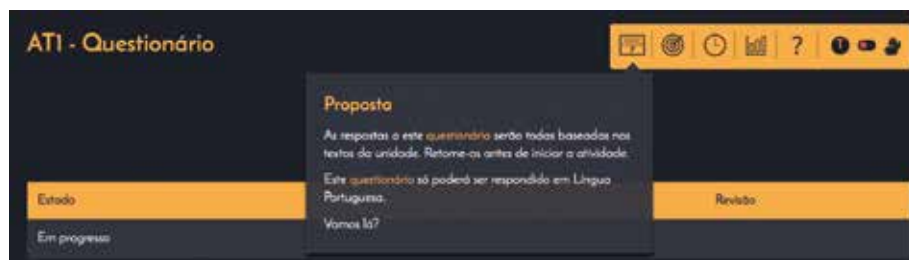 AT1 - Questionário
?
Proposta
As respostas a este questionário serão todas baseadas nos
textos da unidade. Retome-os antes de iniciar a atividade.
Este questionário só poderá ser respondido em Língua
Portuguesa.
Vamos lá?
Estado
Revisão
Em progresso